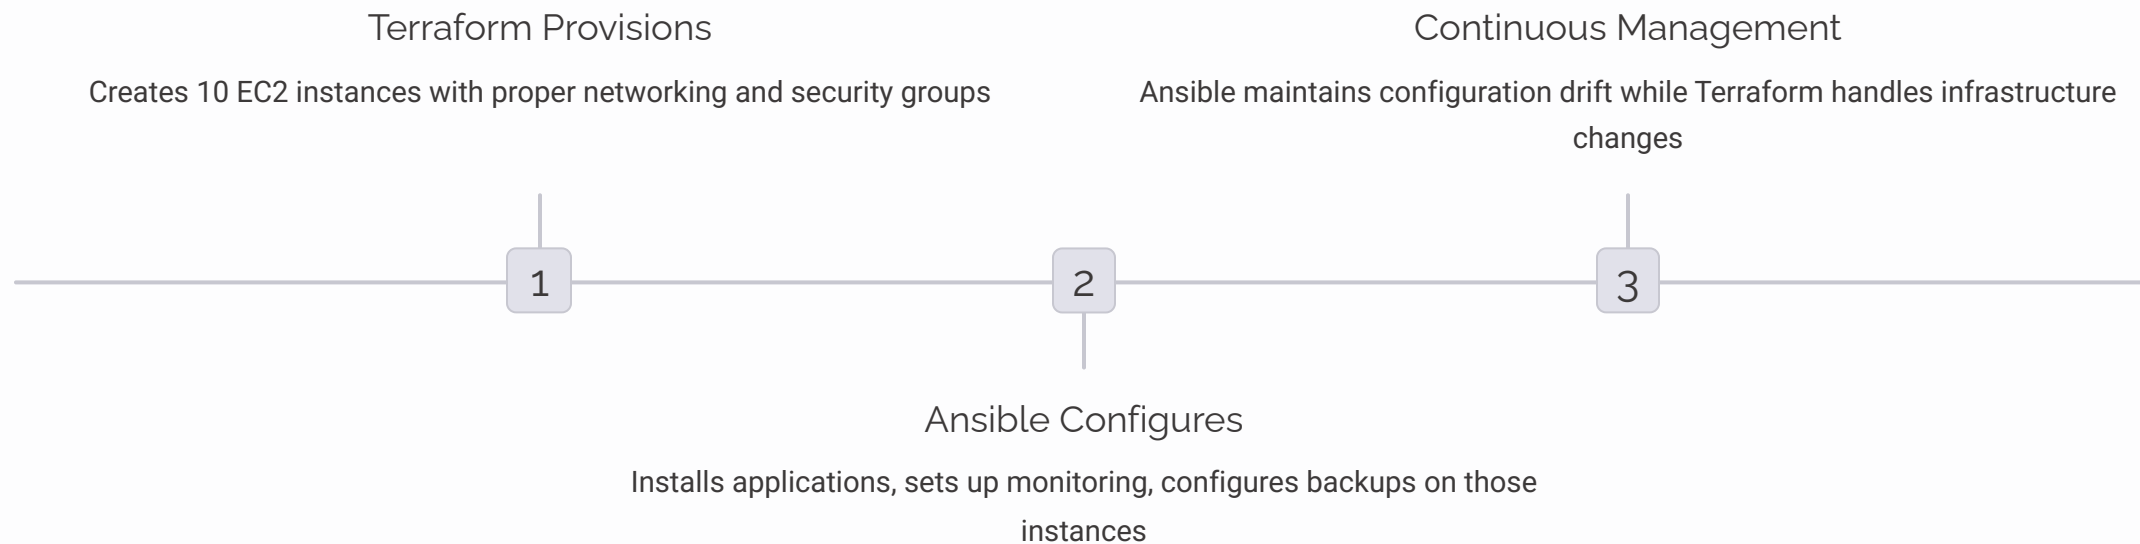 Terraform Provisions
Creates 10 EC2 instances with proper networking and security groups
Continuous Management
Ansible maintains configuration drift while Terraform handles infrastructure
changes
1
2
3
Ansible Configures
Installs applications, sets up monitoring, configures backups on those
instances